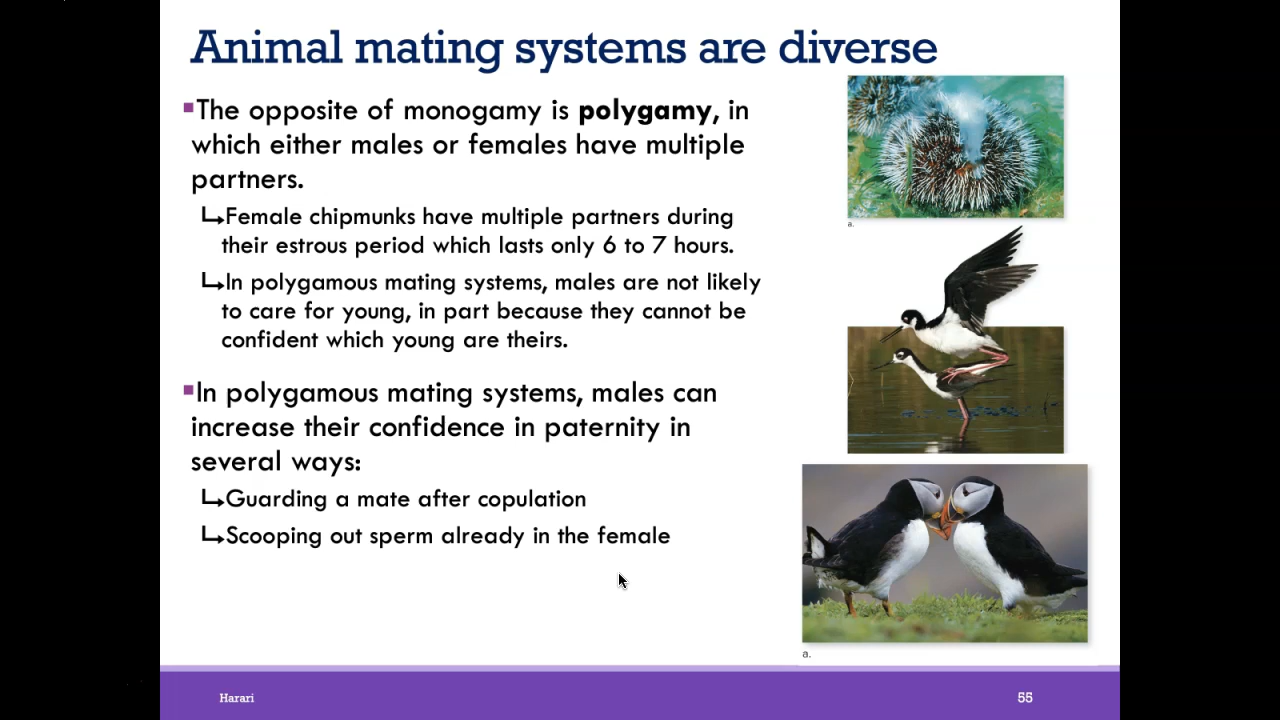 Animal mating systems are diverse
▪The opposite of monogamy is polygamy, in
which either males or females have multiple
partners.
↳Female chipmunks have multiple partners during
their estrous period which lasts only 6 to 7 hours.
↳In polygamous mating systems, males are not likely
to care for young, in part because they cannot be
confident which young are theirs.
▪In polygamous mating systems, males can
increase their confidence in paternity in
several ways:
↳Guarding a mate after copulation
↳Scooping out sperm already in the female
a.
a.
Harari
55